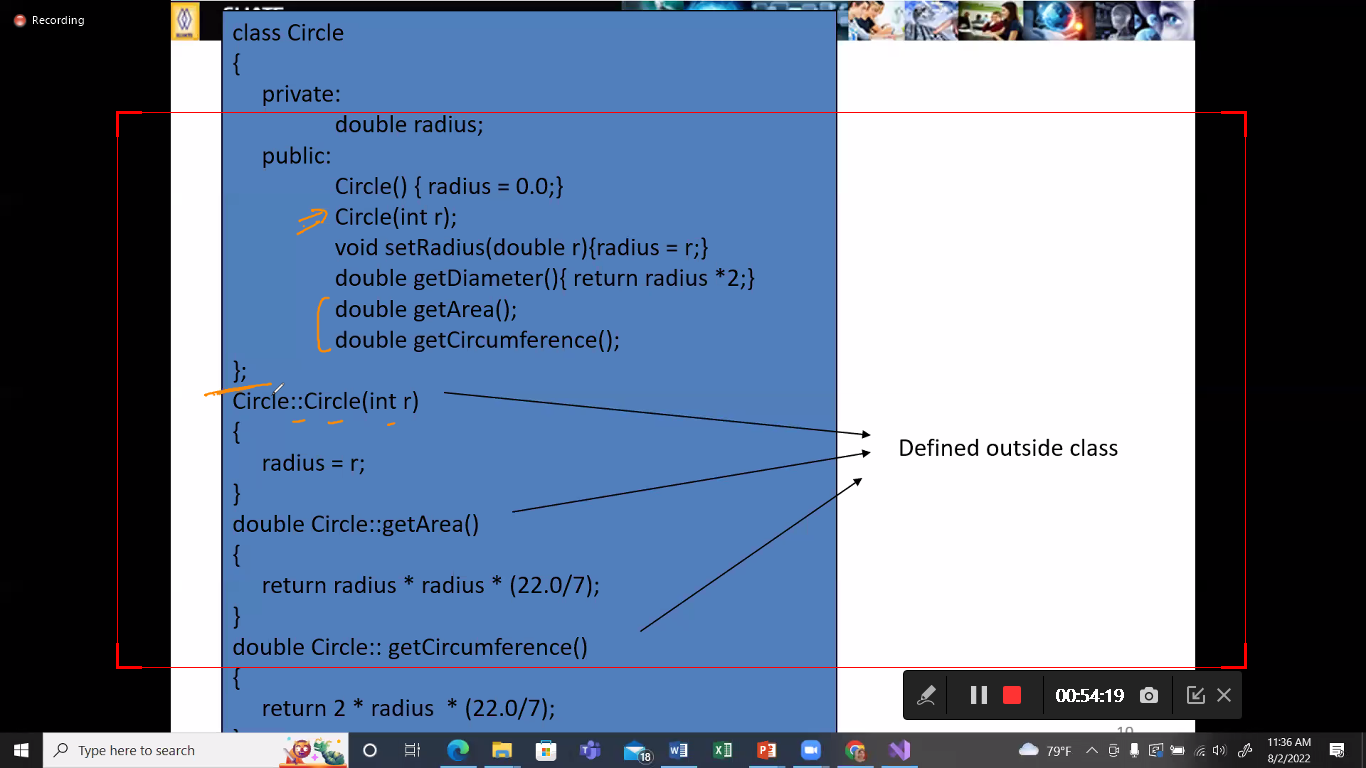 Recording
class Circle
{
private:
double radius;
public:
Circle() { radius = 0.0;}
Circle(int r);
void setRadius(double r){radius = r;}
double getDiameter(){ return radius *2;}
double getArea();
double getCircumference();
};
Circle::Circle(int r)
{
radius = r;
}
double Circle::getArea()
{
return radius * radius * (22.0/7);
}
double Circle:: getCircumference()
{
return 2 * radius * (22.0/7);
Defined outside class
00:54:19
Type here to search
18
79°F
11:36 AM
8/2/2022